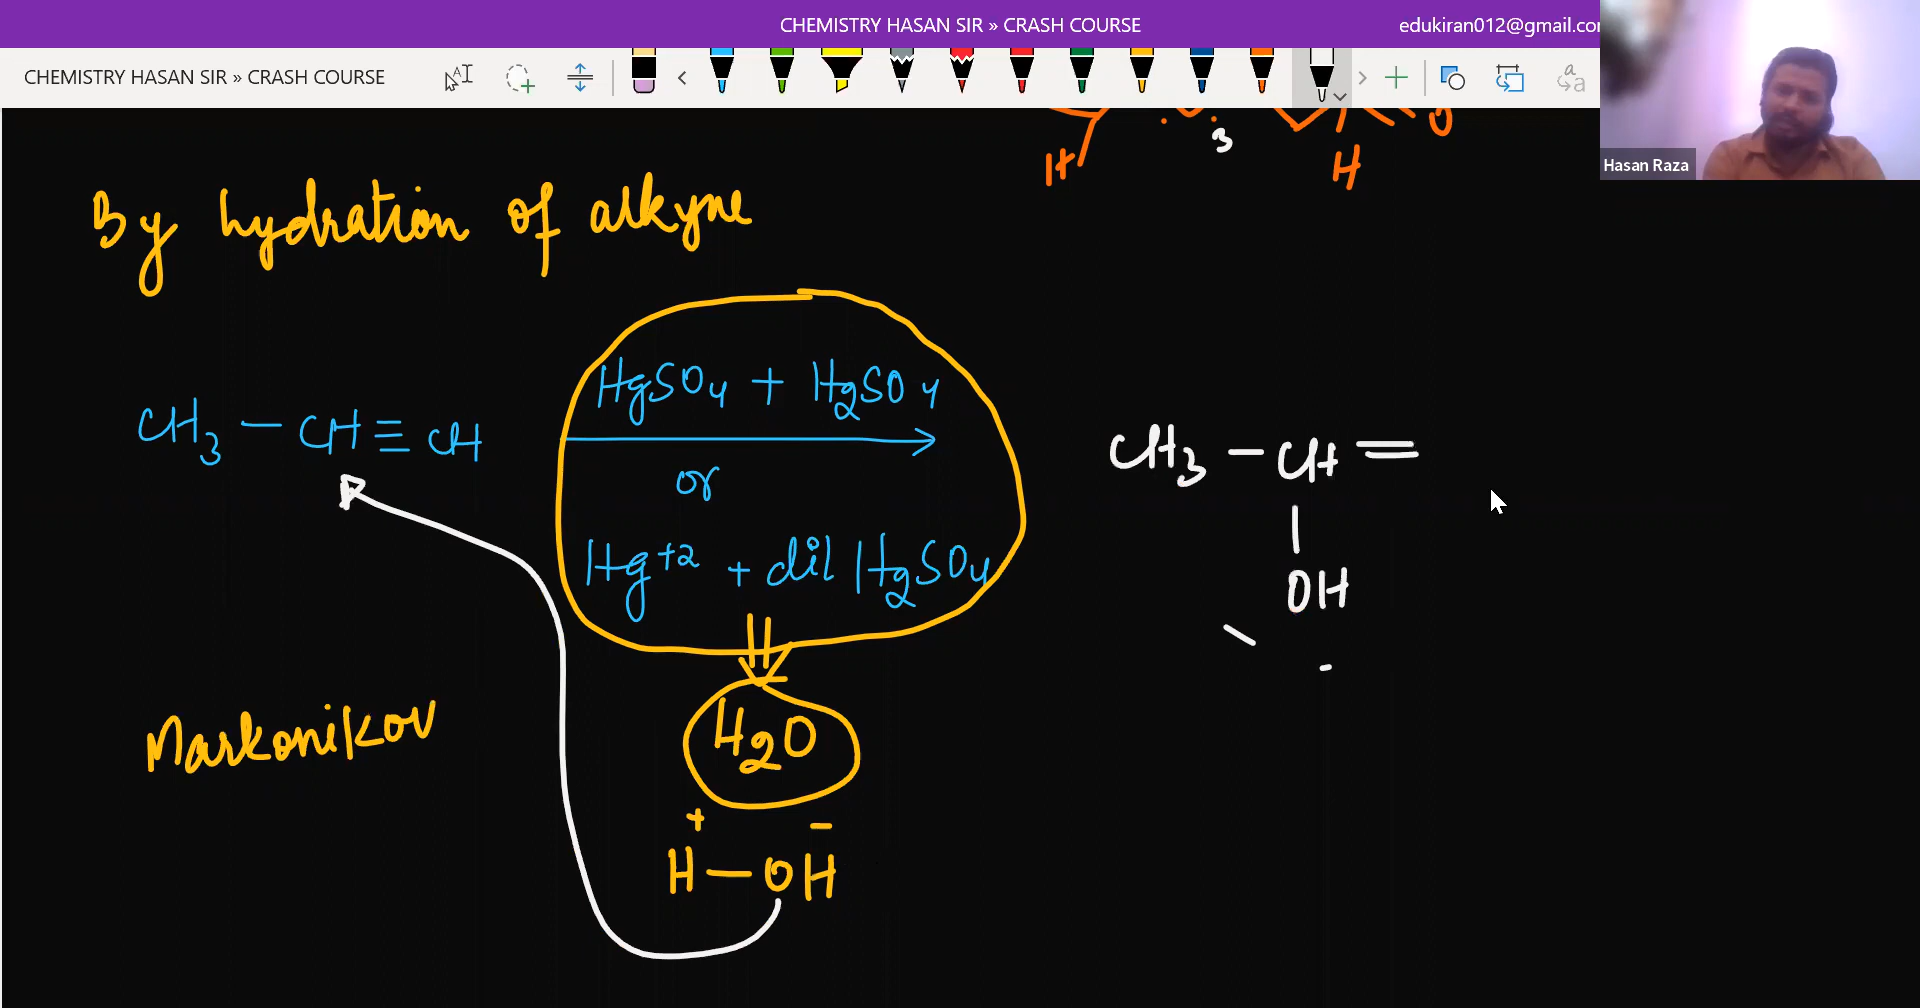 CHEMISTRY HASAN SIR » CRASH COURSE
edukiran012@gmail.co
CHEMISTRY HASAN SIR » CRASH COURSE
Hasan Raza
H 3 H O
By hydration of alkyne
HgSO4 + H2SO4
CH3 - CH ≡ CH
CH3 - CH =
or
OH
Hg+2 + dil H2SO4
Markonikov
H2O
+ -
H - OH